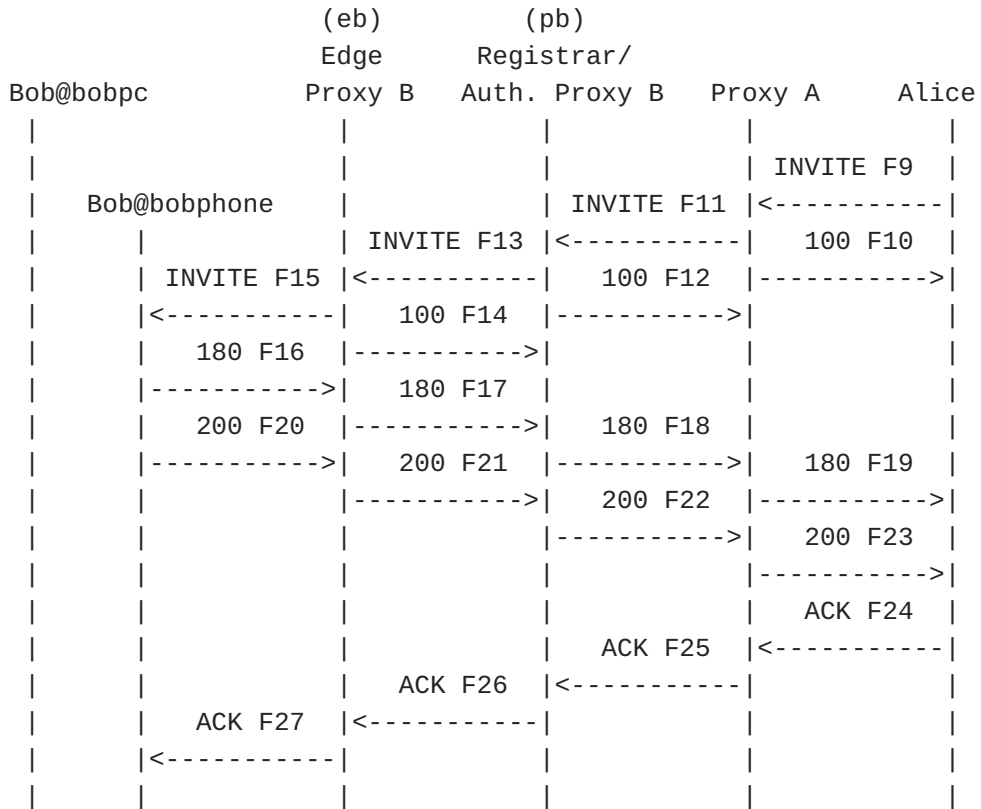 (eb) (pb)
Edge Registrar/
Bob@bobpc Proxy B Auth. Proxy B Proxy A Alice
| | | | |
| | | | INVITE F9 |
| Bob@bobphone | | INVITE F11 |<-----------|
| | | INVITE F13 |<-----------| 100 F10 |
| | INVITE F15 |<-----------| 100 F12 |----------->|
| |<-----------| 100 F14 |----------->| |
| | 180 F16 |----------->| | |
| |----------->| 180 F17 | | |
| | 200 F20 |----------->| 180 F18 | |
| |----------->| 200 F21 |----------->| 180 F19 |
| | |----------->| 200 F22 |----------->|
| | | |----------->| 200 F23 |
| | | | |----------->|
| | | | | ACK F24 |
| | | | ACK F25 |<-----------|
| | | ACK F26 |<-----------| |
| | ACK F27 |<-----------| | |
| |<-----------| | | |
| | | | | |